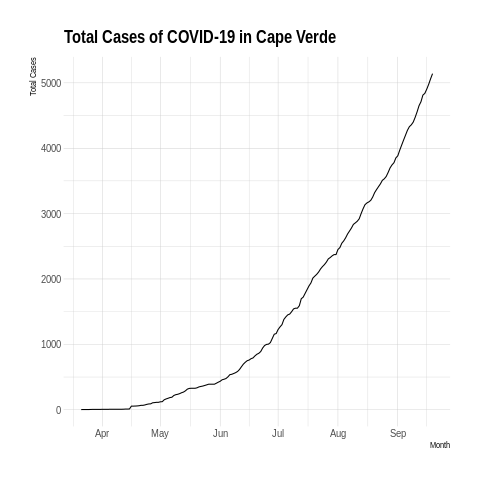 Total Cases of COVID-19 in Cape Verde
Total Cases
5000
4000
3000
2000
1000
0
Apr May Jun Jul Aug Sep
Month